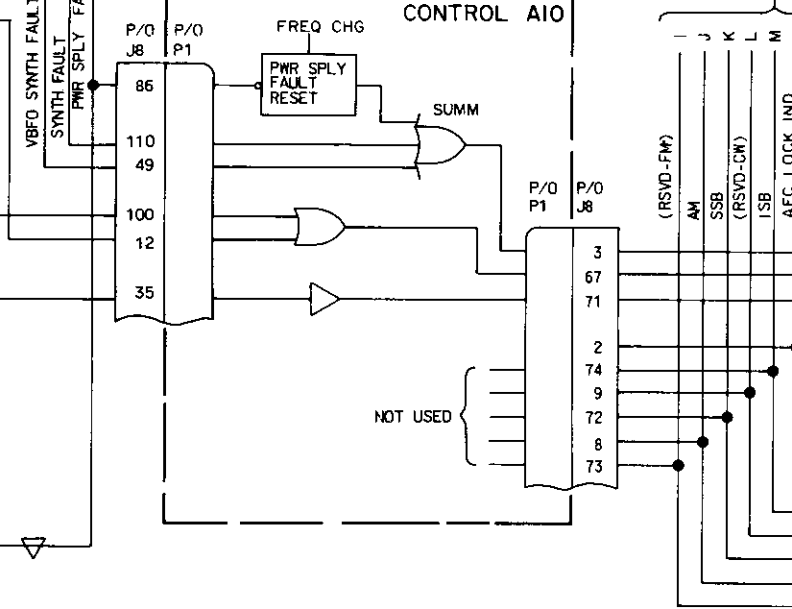 CONTROL A10
FREQ CHG
P/O P/O
J8 P1
VBFO SYNTH FAULT
SYNTH FAULT
PWR SPLY
PWR SPLY
FAULT
RESET
SUMM
86
110
49
100
12
35
P/O P/O
P1 J8
3
67
71
2
74
9
72
8
73
NOT USED
I
J
K
L
M
(RSVD-FM)
AM
SSB
(RSVD-CW)
ISB
AFC LOCK IND